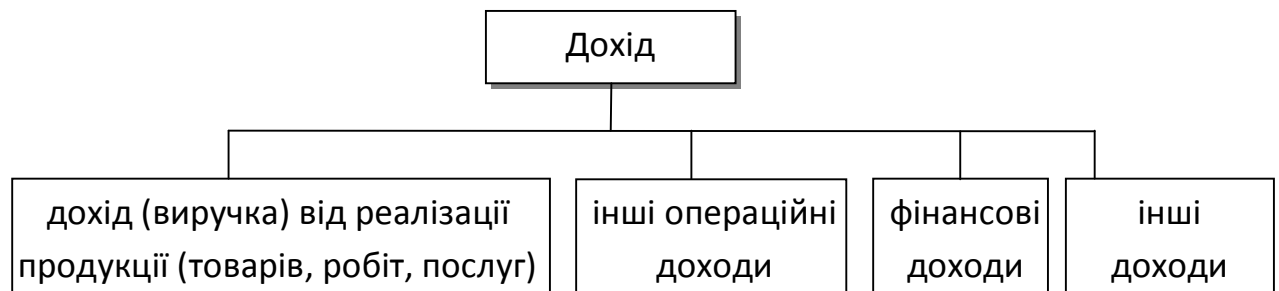 Дохід
дохід (виручка) від реалізації
продукції (товарів, робіт, послуг)
інші операційні
доходи
фінансові
доходи
інші
доходи